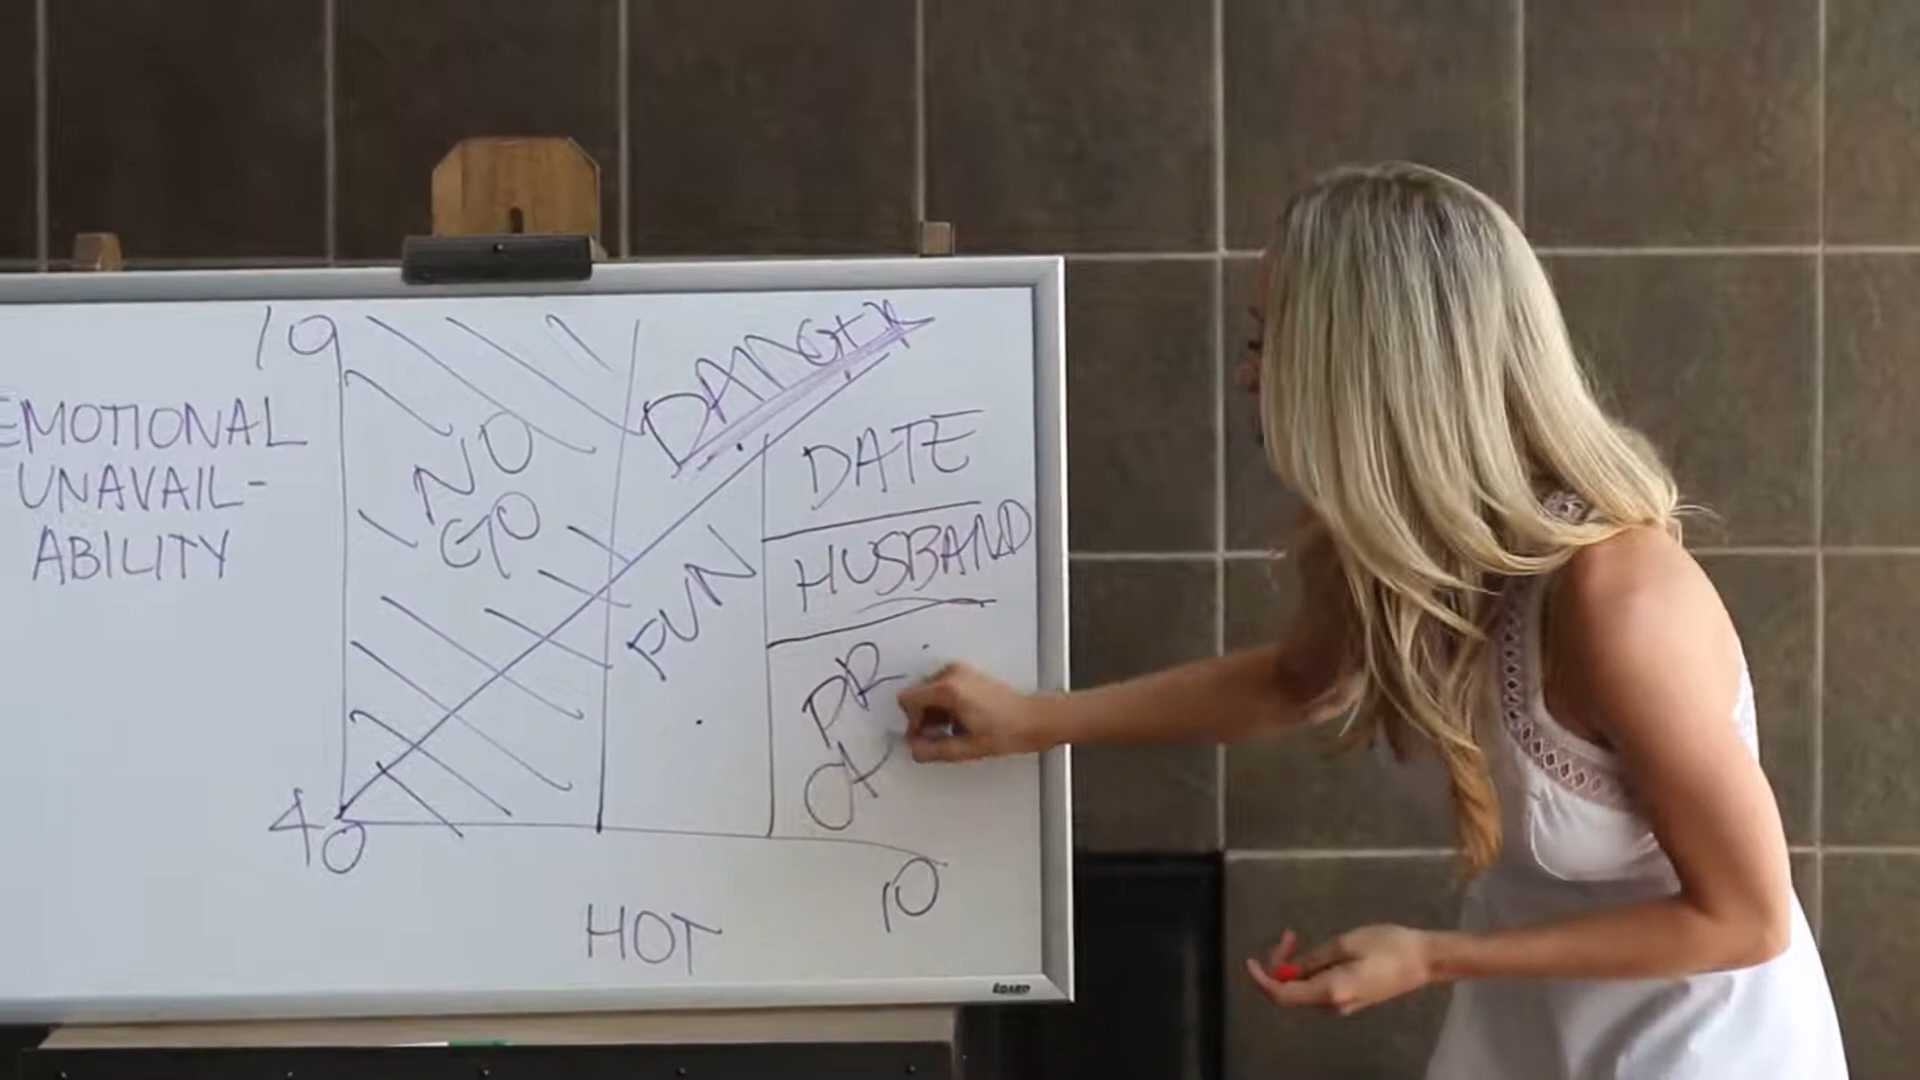 10
EMOTIONAL
UNAVAIL-
ABILITY
NO
GO
DANGER
DATE
HUSBAND
FUN
40
10
HOT